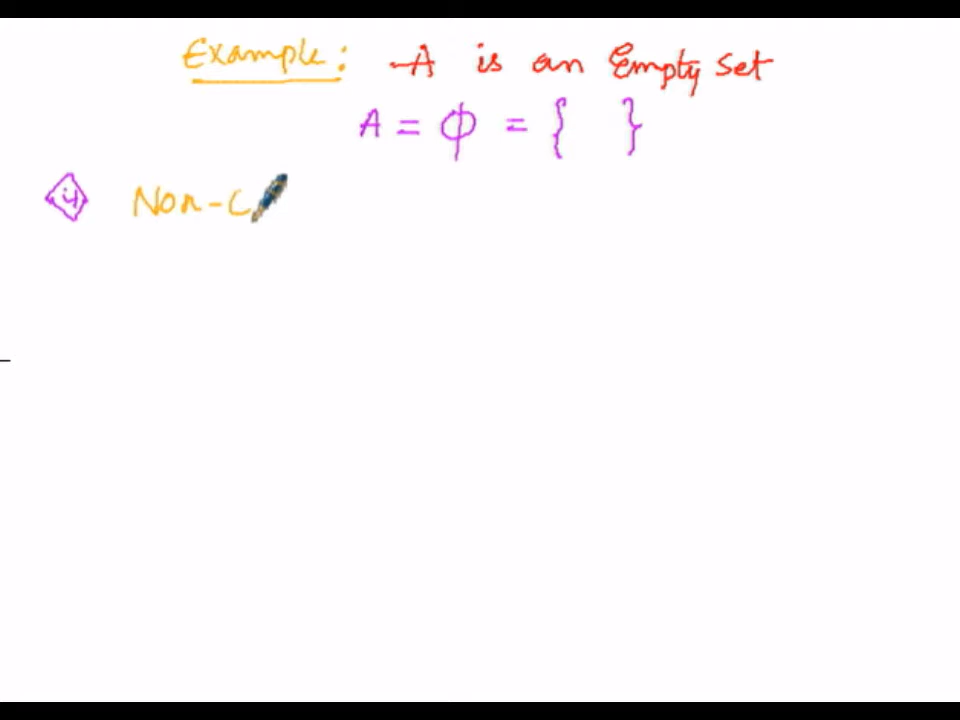 Example: A is an Empty set
A = ϕ = { }
4 Non-C